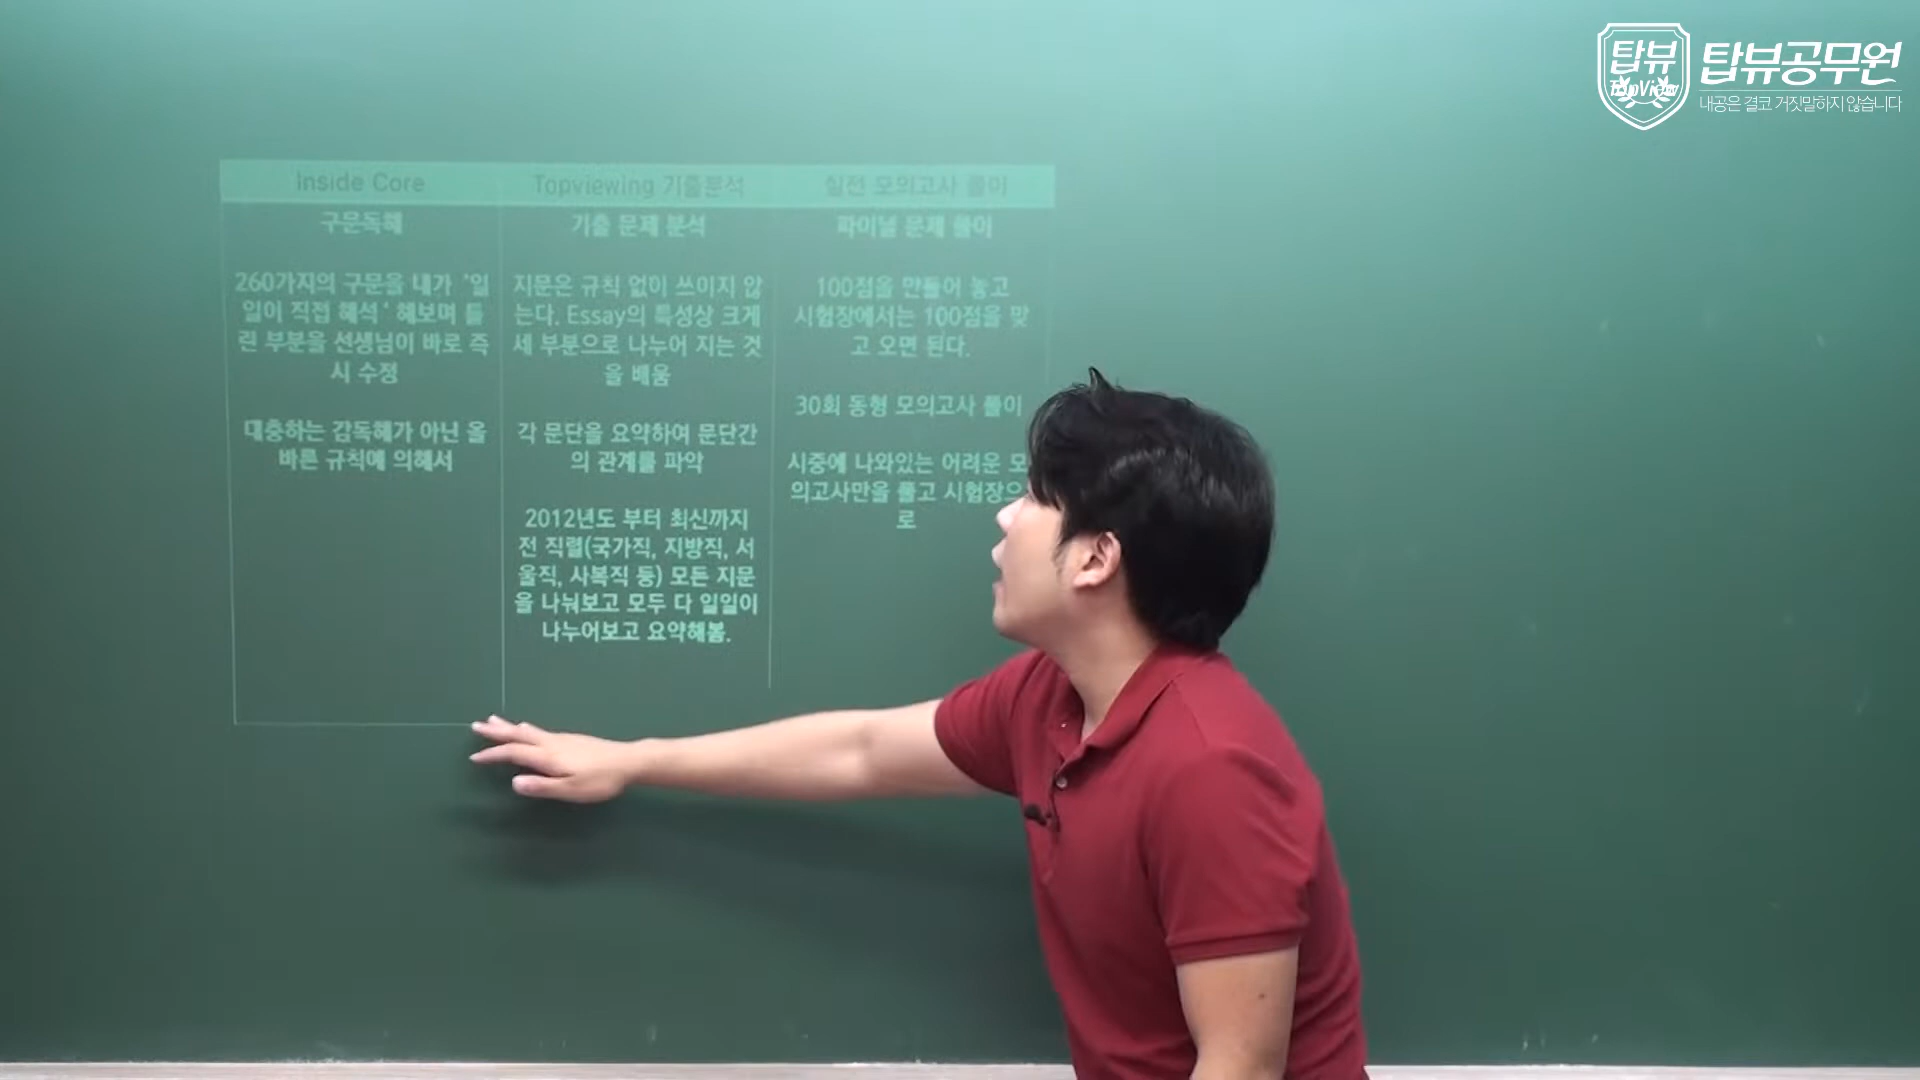 탑뷰
TopView
탑뷰공무원
내공은 결코 거짓말하지 않습니다
Inside Core
구문독해
260가지의 구문을 내가 '일
일이 직접 해석' 해보며 틀
린 부분을 선생님이 바로 즉
시 수정
대충하는 감독해가 아닌 올
바른 규칙에 의해서
Topviewing 기출분석
기출 문제 분석
지문은 규칙 없이 쓰이지 않
는다. Essay의 특성상 크게
세 부분으로 나누어 지는 것
을 배움
각 문단을 요약하여 문단간
의 관계를 파악
2012년도 부터 최신까지
전 직렬(국가직, 지방직, 서
울직, 사복직 등) 모든 지문
을 나눠보고 모두 다 일일이
나누어보고 요약해봄.
실전 모의고사 풀이
파이널 문제 풀이
100점을 만들어 놓고
시험장에서는 100점을 맞
고 오면 된다.
30회 동형 모의고사 풀이
시중에 나와있는 어려운 모
의고사만을 풀고 시험장으
로